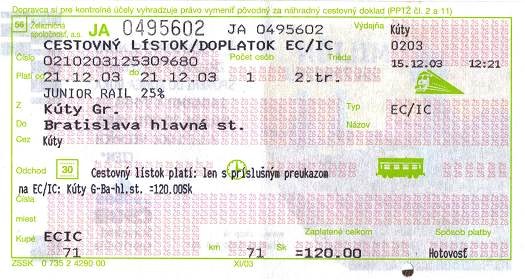 Dopravca si pre kontrolné účely vyhradzuje právo vymeniť pôvodný za náhradný cestovný doklad (PPTŽ čl. 2 a 11)
56 Železničná spoločnosť, a.s. JA 0495602 JA 0495602 Výdajňa Kúty
CESTOVNÝ LÍSTOK/DOPLATOK EC/IC 0203
Číslo 0210203125309680 Počet osôb Trieda 15.12.03 12:21
Platí od 21.12.03 do 21.12.03 1 2.tr.
JUNIOR RAIL 25%
Z Kúty Gr. Typ EC/IC
Do Bratislava hlavná st. Názov
Cez Kúty
Odchod 30 Cestovný lístok platí: len s príslušným preukazom
na EC/IC: Kúty G-Ba-hl.st. =120.00Sk
Čísla
miest
Kupé ECIC Zaplatené celkom Spôsob platby
71 km 71 Sk =120.00 Hotovosť
ZSSK 0 735 2 4290 00 XI/03